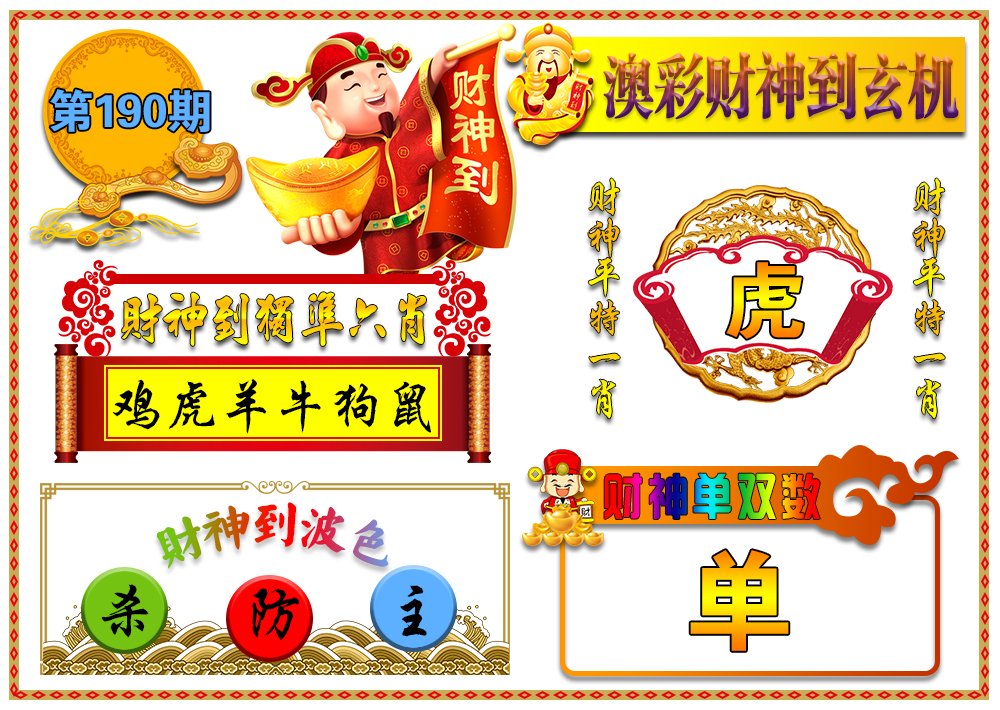 第190期
财神到
澳彩财神到玄机
财神平特一肖
虎
财神平特一肖
財神到獨準六肖
鸡虎羊牛狗鼠
財神到波色
杀 防 主
财神单双数
单